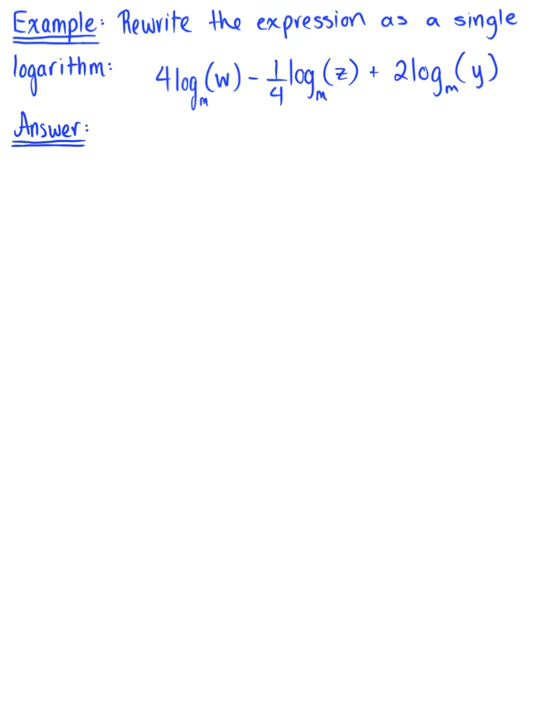 Example: Rewrite the expression as a single
logarithm: 4log_m(w) - 1/4 log_m(z) + 2log_m(y)
Answer: